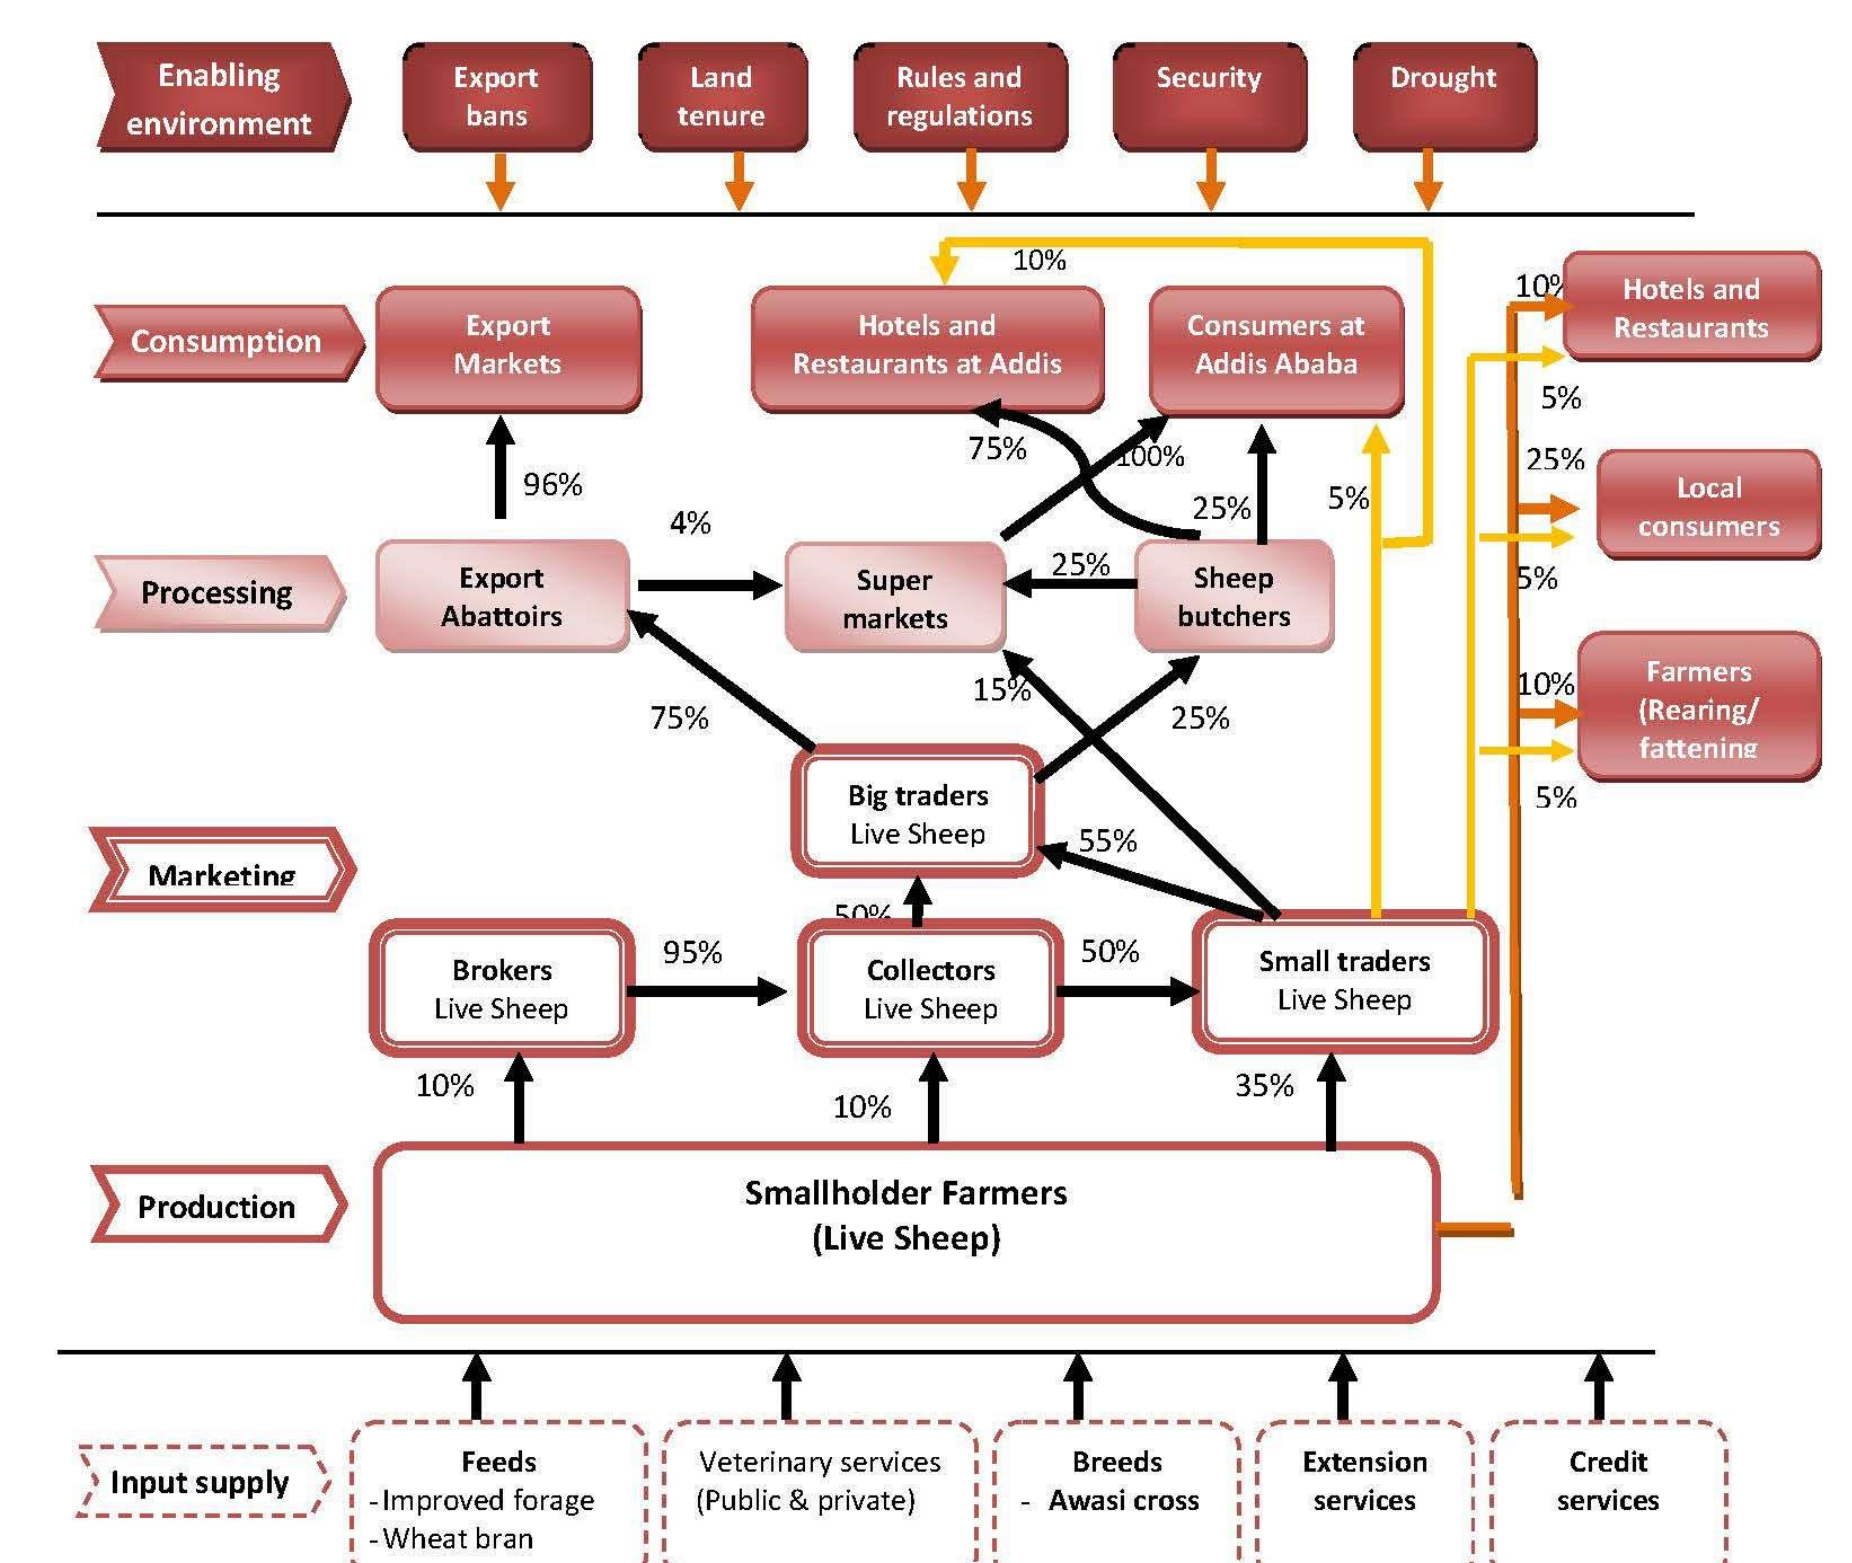 Enabling
environment
Export
bans
Land
tenure
Rules and
regulations
Security
Drought
10%
10%
Hotels and
Restaurants
Consumption
Export
Markets
Hotels and
Restaurants at Addis
Consumers at
Addis Ababa
5%
75%
100%
25%
Local
consumers
96%
4%
25%
5%
Processing
Export
Abattoirs
Super
markets
25%
Sheep
butchers
5%
75%
15%
25%
10%
Farmers
(Rearing/
fattening
5%
Big traders
Live Sheep
55%
Marketing
50%
Brokers
Live Sheep
95%
Collectors
Live Sheep
50%
Small traders
Live Sheep
10%
10%
35%
Production
Smallholder Farmers
(Live Sheep)
Input supply
Feeds
-Improved forage
-Wheat bran
Veterinary services
(Public & private)
Breeds
- Awasi cross
Extension
services
Credit
services